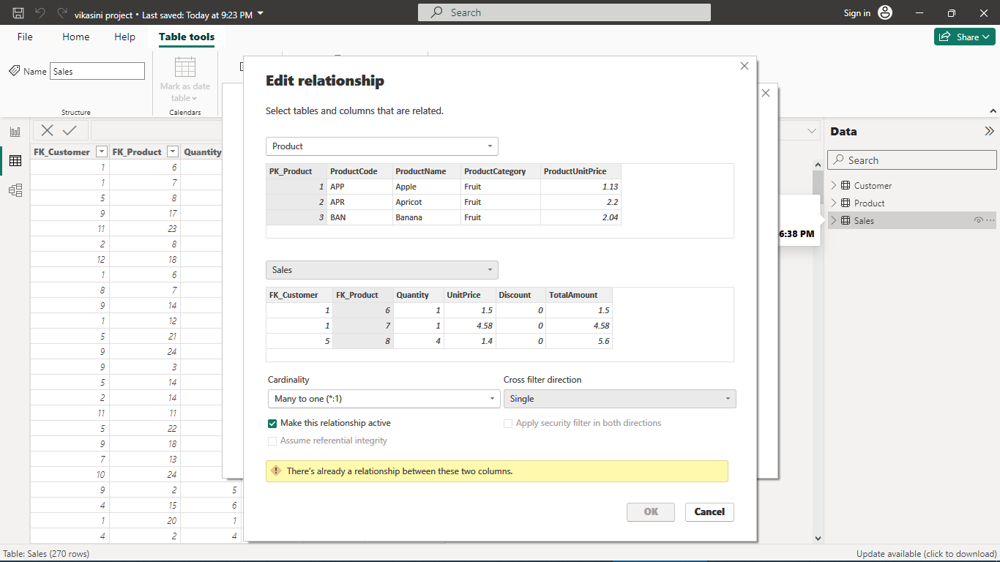 vikasini project • Last saved: Today at 9:23 PM
Search
Sign in
File Home Help Table tools
Share
Name Sales
Mark as date table
Structure
Calendars
Edit relationship
Select tables and columns that are related.
Product
PK_Product ProductCode ProductName ProductCategory ProductUnitPrice
1 APP Apple Fruit 1.13
2 APR Apricot Fruit 2.2
3 BAN Banana Fruit 2.04
Sales
FK_Customer FK_Product Quantity UnitPrice Discount TotalAmount
1 6 1 1.5 0 1.5
1 7 1 4.58 0 4.58
5 8 4 1.4 0 5.6
Cardinality
Cross filter direction
Many to one (*:1)
Single
Make this relationship active
Apply security filter in both directions
Assume referential integrity
There's already a relationship between these two columns.
OK
Cancel
FK_Customer FK_Product Quantity
1 6
1 7
5 8
9 17
11 23
2 8
12 18
1 6
8 7
9 14
1 12
5 21
9 24
9 3
5 14
2 14
11 11
5 22
9 18
7 13
10 24
9 2 5
4 15 6
1 20 1
4 2 4
Data
Search
Customer
Product
Sales
6:38 PM
Table: Sales (270 rows)
Update available (click to download)